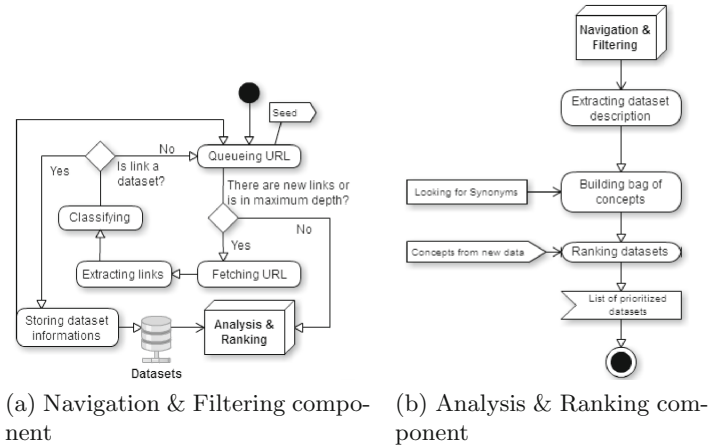 Seed
Queueing URL
No
Is link a
dataset?
Yes
There are new links or
is in maximum depth?
Classifying
No
Yes
Extracting links
Fetching URL
Storing dataset
informations
Analysis &
Ranking
Datasets
(a) Navigation & Filtering compo-
nent
Navigation &
Filtering
Extracting dataset
description
Looking for Synonyms
Building bag of
concepts
Concepts from new data
Ranking datasets
List of prioritized
datasets
(b) Analysis & Ranking com-
ponent